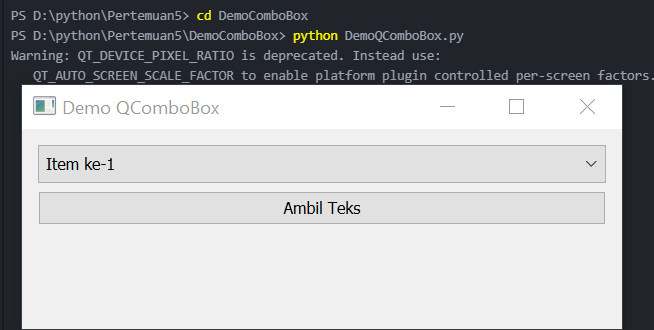 PS D:\python\Pertemuan5> cd DemoComboBox
PS D:\python\Pertemuan5\DemoComboBox> python DemoQComboBox.py
Warning: QT_DEVICE_PIXEL_RATIO is deprecated. Instead use:
QT_AUTO_SCREEN_SCALE_FACTOR to enable platform plugin controlled per-screen factors.
Demo QComboBox
Item ke-1
Ambil Teks